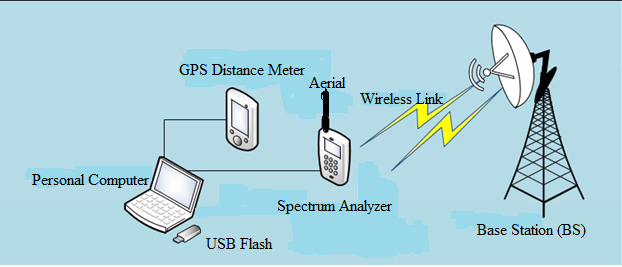 GPS Distance Meter
Aerial
Wireless Link
Personal Computer
Spectrum Analyzer
USB Flash
Base Station (BS)